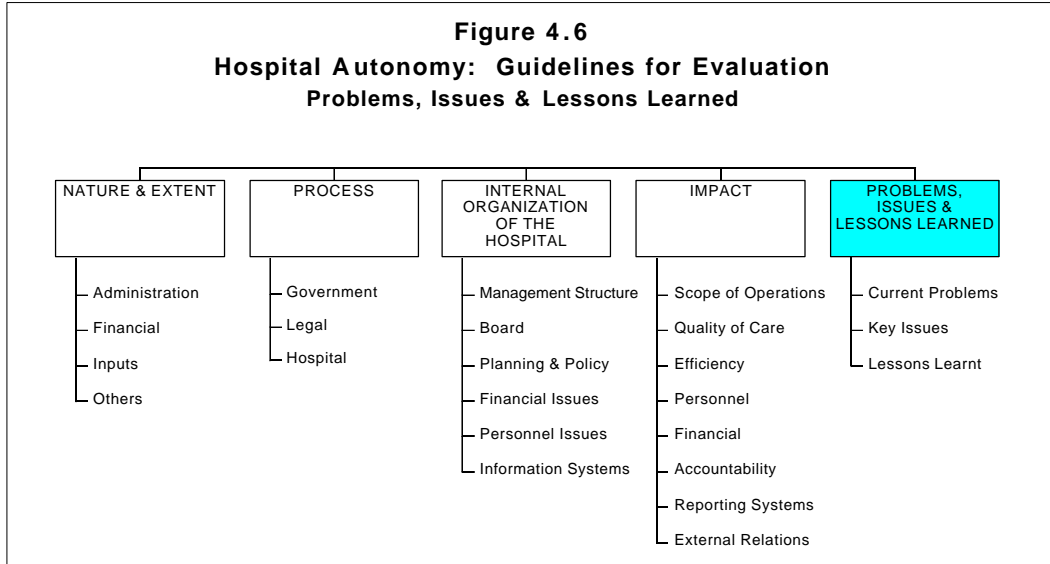 Figure 4.6
Hospital Autonomy: Guidelines for Evaluation
Problems, Issues & Lessons Learned
NATURE & EXTENT
Administration
Financial
Inputs
Others
PROCESS
Government
Legal
Hospital
INTERNAL
ORGANIZATION
OF THE
HOSPITAL
Management Structure
Board
Planning & Policy
Financial Issues
Personnel Issues
Information Systems
IMPACT
Scope of Operations
Quality of Care
Efficiency
Personnel
Financial
Accountability
Reporting Systems
External Relations
PROBLEMS,
ISSUES &
LESSONS LEARNED
Current Problems
Key Issues
Lessons Learnt